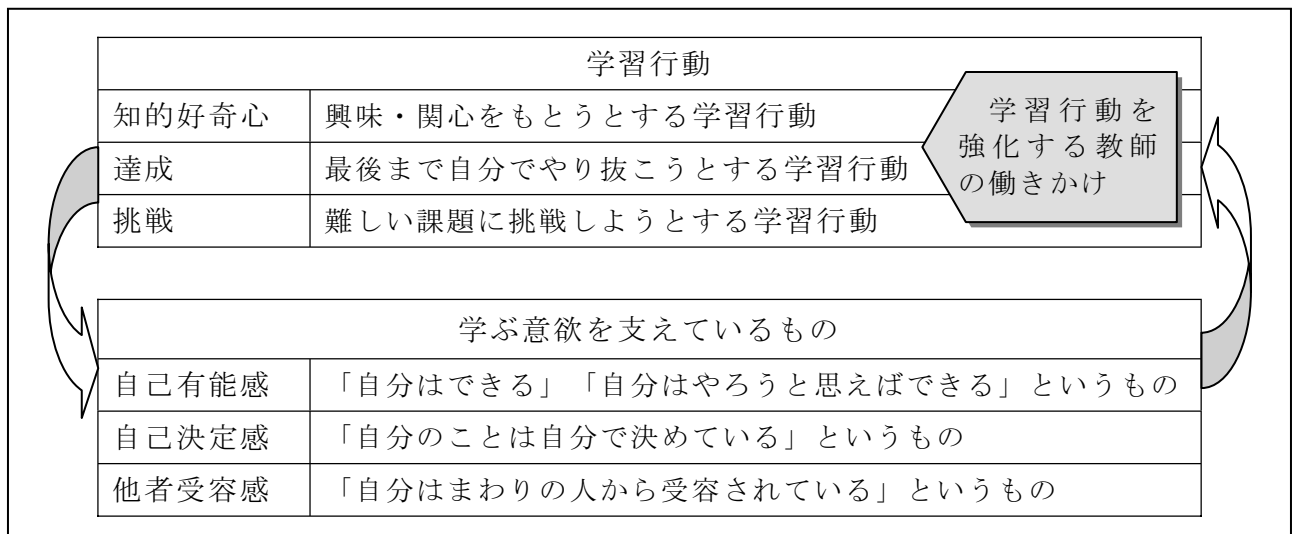 学習行動
知的好奇心 興味・関心をもとうとする学習行動
達成 最後まで自分でやり抜こうとする学習行動
挑戦 難しい課題に挑戦しようとする学習行動
学習行動を
強化する教師
の働きかけ
学ぶ意欲を支えているもの
自己有能感 「自分はできる」「自分はやろうと思えばできる」というもの
自己決定感 「自分のことは自分で決めている」というもの
他者受容感 「自分はまわりの人から受容されている」というもの